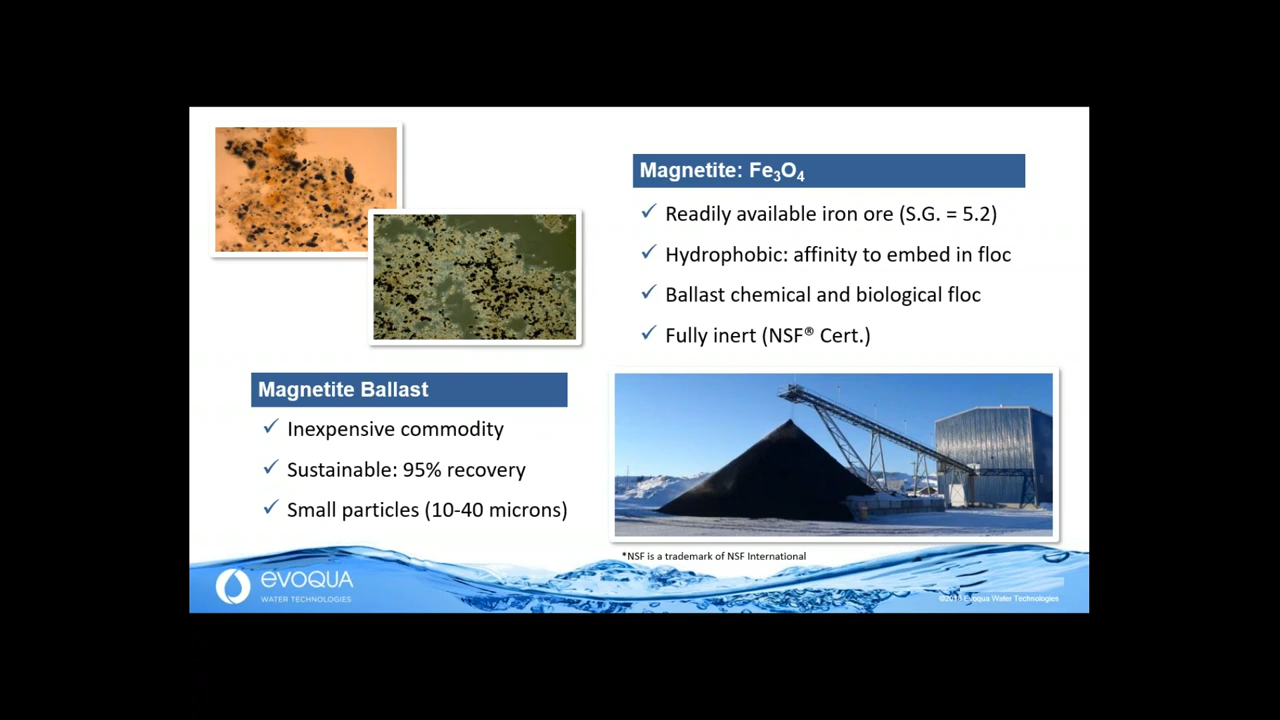 Magnetite: Fe₃O₄
Readily available iron ore (S.G. = 5.2)
Hydrophobic: affinity to embed in floc
Ballast chemical and biological floc
Fully inert (NSF® Cert.)
Magnetite Ballast
Inexpensive commodity
Sustainable: 95% recovery
Small particles (10-40 microns)
*NSF is a trademark of NSF International
evoQua
WATER TECHNOLOGIES
Evoqua Water Technologies